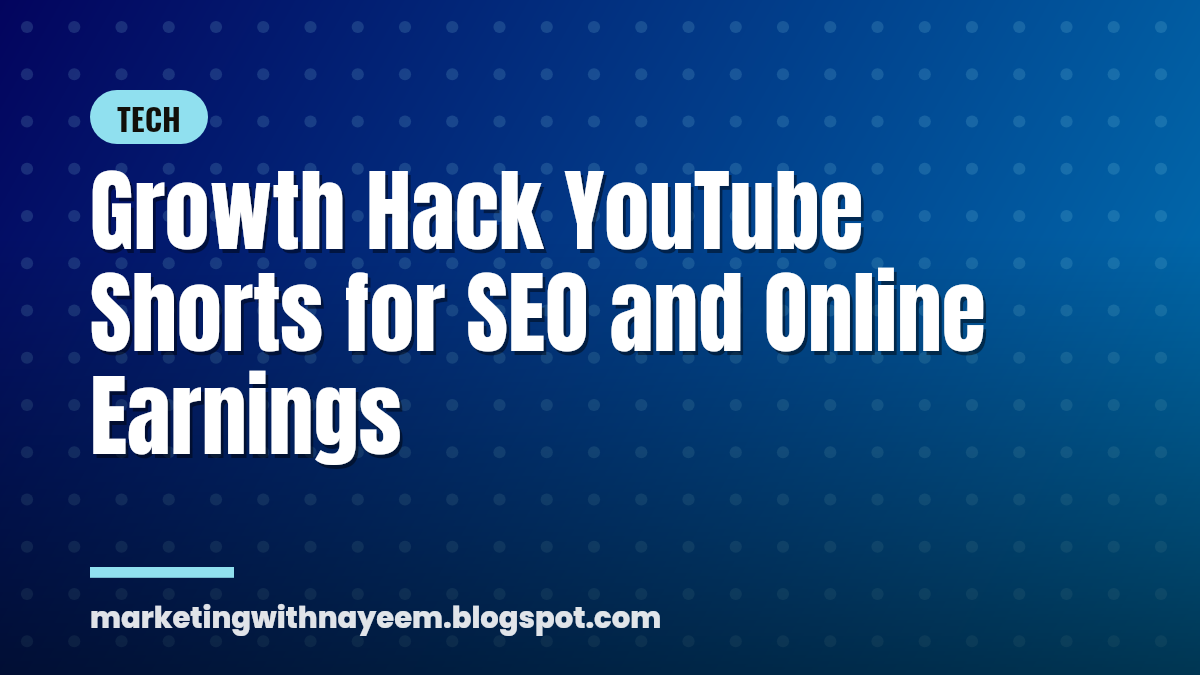 TECH
Growth Hack YouTube
Shorts for SEO and Online
Earnings
marketingwithnayeem.blogspot.com